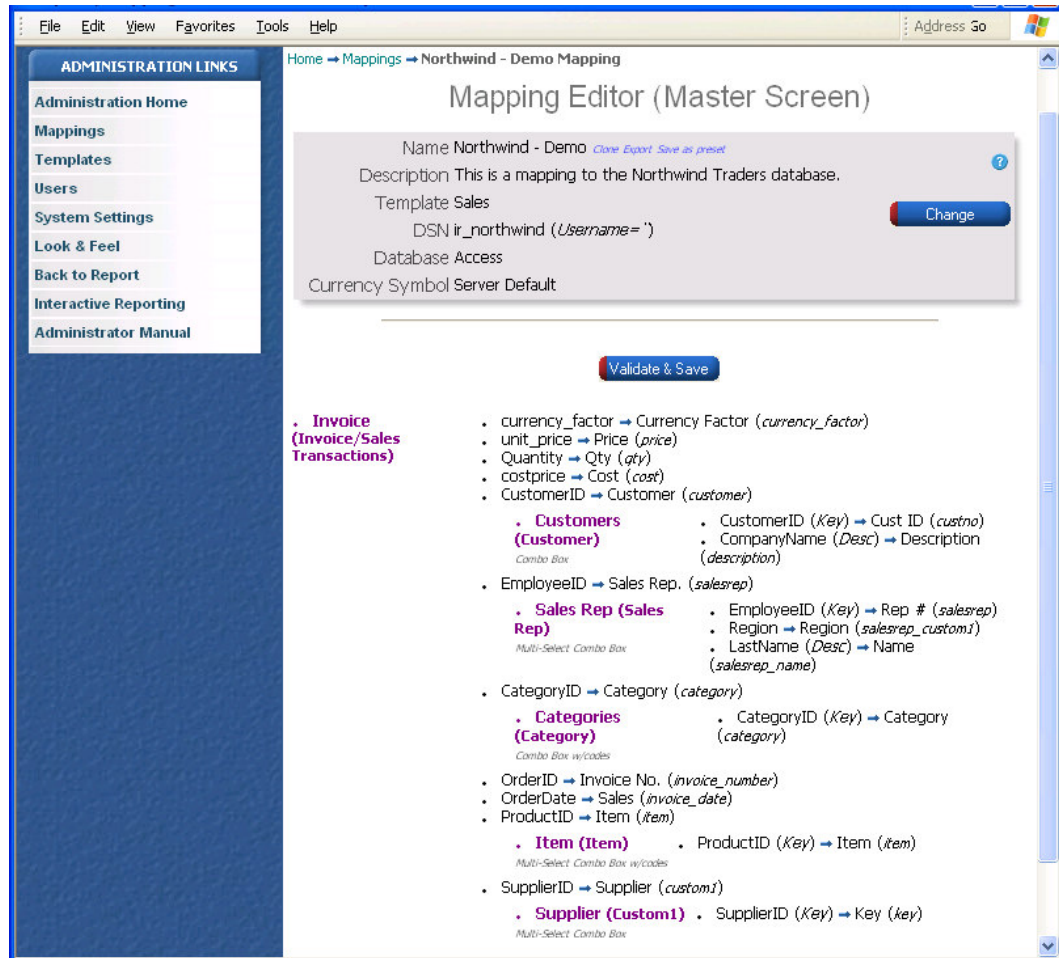 File Edit View Favorites Tools Help Address Go
ADMINISTRATION LINKS
Administration Home
Mappings
Templates
Users
System Settings
Look & Feel
Back to Report
Interactive Reporting
Administrator Manual
Home → Mappings → Northwind - Demo Mapping
Mapping Editor (Master Screen)
Name Northwind - Demo Clone Export Save as preset
Description This is a mapping to the Northwind Traders database.
Template Sales
DSN ir_northwind (Username= '')
Database Access
Currency Symbol Server Default
Change
Validate & Save
• Invoice
(Invoice/Sales
Transactions)
• currency_factor → Currency Factor (currency_factor)
• unit_price → Price (price)
• Quantity → Qty (qty)
• costprice → Cost (cost)
• CustomerID → Customer (customer)
• Customers
(Customer)
Combo Box
• CustomerID (Key) → Cust ID (custno)
• CompanyName (Desc) → Description
(description)
• EmployeeID → Sales Rep. (salesrep)
• Sales Rep (Sales
Rep)
Multi-Select Combo Box
• EmployeeID (Key) → Rep # (salesrep)
• Region → Region (salesrep_custom1)
• LastName (Desc) → Name
(salesrep_name)
• CategoryID → Category (category)
• Categories
(Category)
Combo Box w/codes
• CategoryID (Key) → Category
(category)
• OrderID → Invoice No. (invoice_number)
• OrderDate → Sales (invoice_date)
• ProductID → Item (item)
• Item (Item)
Multi-Select Combo Box w/codes
• ProductID (Key) → Item (item)
• SupplierID → Supplier (custom1)
• Supplier (Custom1)
Multi-Select Combo Box
• SupplierID (Key) → Key (key)